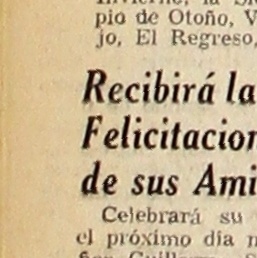 Invierno, la
pio de Otoño, V
jo, El Regreso,
Recibirá la
Felicitacion
de sus Ami
Celebrará su
el próximo día